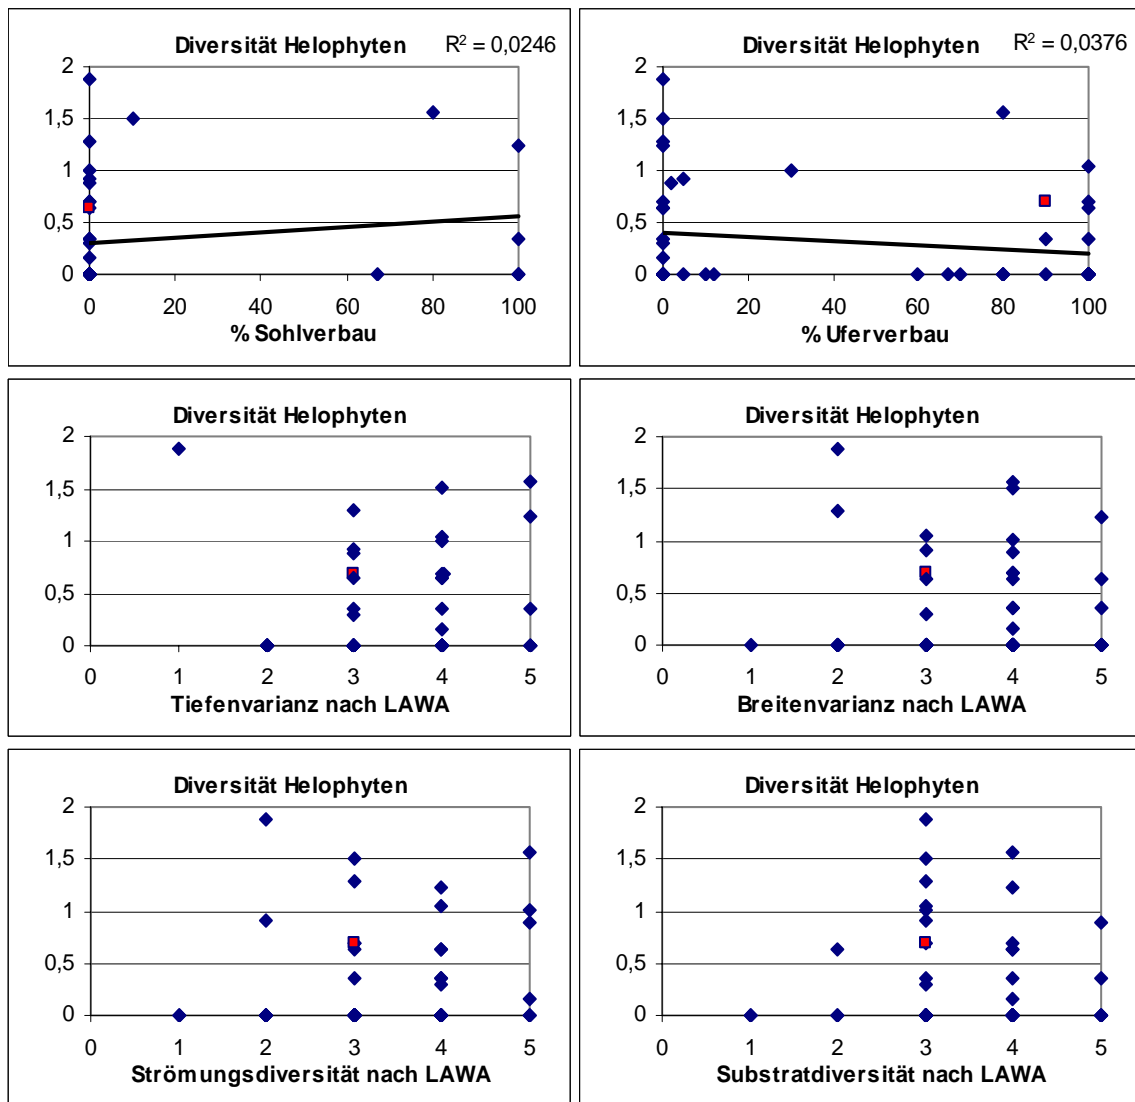 Diversität Helophyten
R² = 0,0246
2
1,5
1
0,5
0
0 20 40 60 80 100
% Sohlverbau
Diversität Helophyten
R² = 0,0376
2
1,5
1
0,5
0
0 20 40 60 80 100
% Uferverbau
Diversität Helophyten
2
1,5
1
0,5
0
0 1 2 3 4 5
Tiefenvarianz nach LAWA
Diversität Helophyten
2
1,5
1
0,5
0
0 1 2 3 4 5
Breitenvarianz nach LAWA
Diversität Helophyten
2
1,5
1
0,5
0
0 1 2 3 4 5
Strömungsdiversität nach LAWA
Diversität Helophyten
2
1,5
1
0,5
0
0 1 2 3 4 5
Substratdiversität nach LAWA